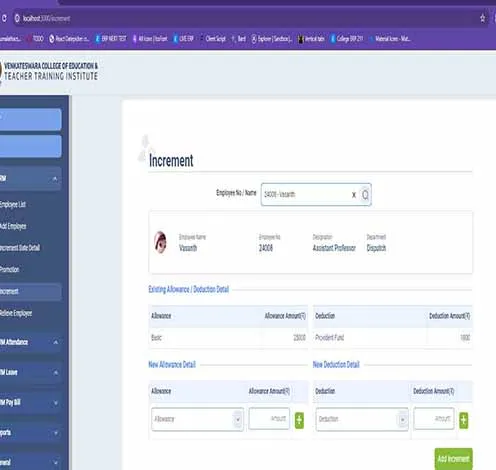 localhost:3000/increment
TODO React Datepicker c... ERP NEXT TEST All Icons | IcoFont LIVE ERP Client Script Bard Explorer (Sandbox)... Vertical tabs College ERP 211 Material Icons - Mat...
VENKATESWARA COLLEGE OF EDUCATION &
TEACHER TRAINING INSTITUTE
RM
Employee List
Add Employee
Increment Date Detail
Promotion
Increment
Relieve Employee
RM Attendance
RM Leave
RM Pay Bill
ports
neral
Increment
Employee No / Name 24008 - Vasanth x
Employee Name Employee No Designation Department
Vasanth 24008 Assistant Professor Dispatch
Existing Allowance / Deduction Detail
Allowance Allowance Amount(₹) Deduction Deduction Amount(₹)
Basic 25000 Provident Fund 1800
New Allowance Detail New Deduction Detail
Allowance Allowance Amount(₹) Deduction Deduction Amount(₹)
Allowance Amount + Deduction Amount +
Add Increment